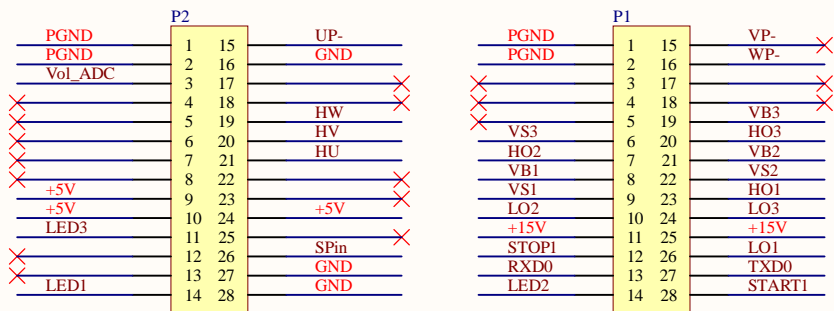 P2
PGND 1 15 UP-
PGND 2 16 GND
Vol_ADC 3 17
4 18
5 19 HW
6 20 HV
7 21 HU
8 22
+5V 9 23
+5V 10 24 +5V
LED3 11 25
12 26 SPin
13 27 GND
LED1 14 28 GND
P1
PGND 1 15 VP-
PGND 2 16 WP-
3 17
4 18
5 19 VB3
VS3 6 20 HO3
HO2 7 21 VB2
VB1 8 22 VS2
VS1 9 23 HO1
LO2 10 24 LO3
+15V 11 25 +15V
STOP1 12 26 LO1
RXD0 13 27 TXD0
LED2 14 28 START1